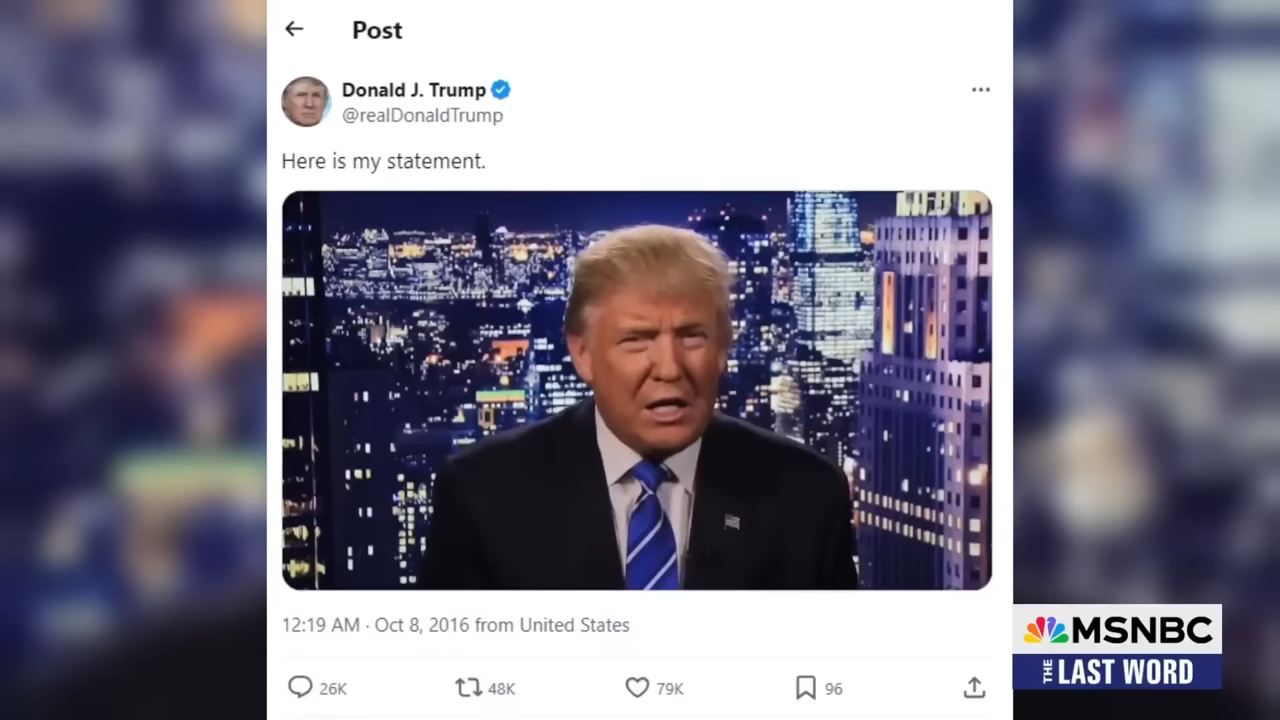 Post
Donald J. Trump
@realDonaldTrump
Here is my statement.
12:19 AM · Oct 8, 2016 from United States
26K 48K 79K 96
MSNBC
THE LAST WORD